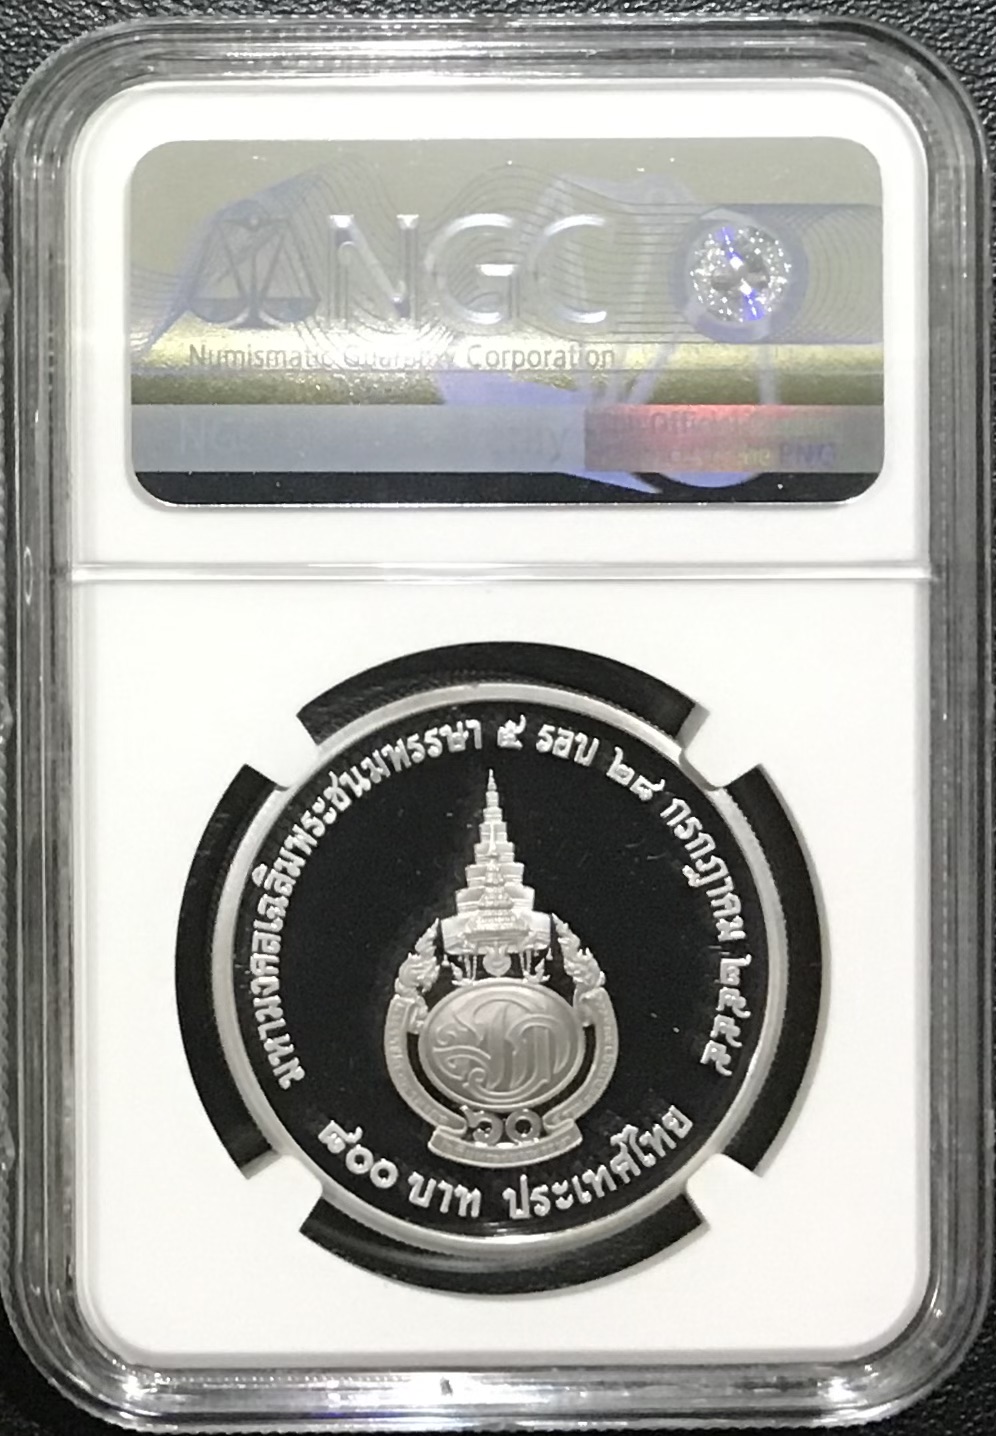 NGC
Numismatic Guaranty Corporation
มหามงคลเฉลิมพระชนมพรรษา ๕ รอบ ๒๘ กรกฎาคม ๒๕๕๕
๖๐
๘๐๐ บาท ประเทศไทย